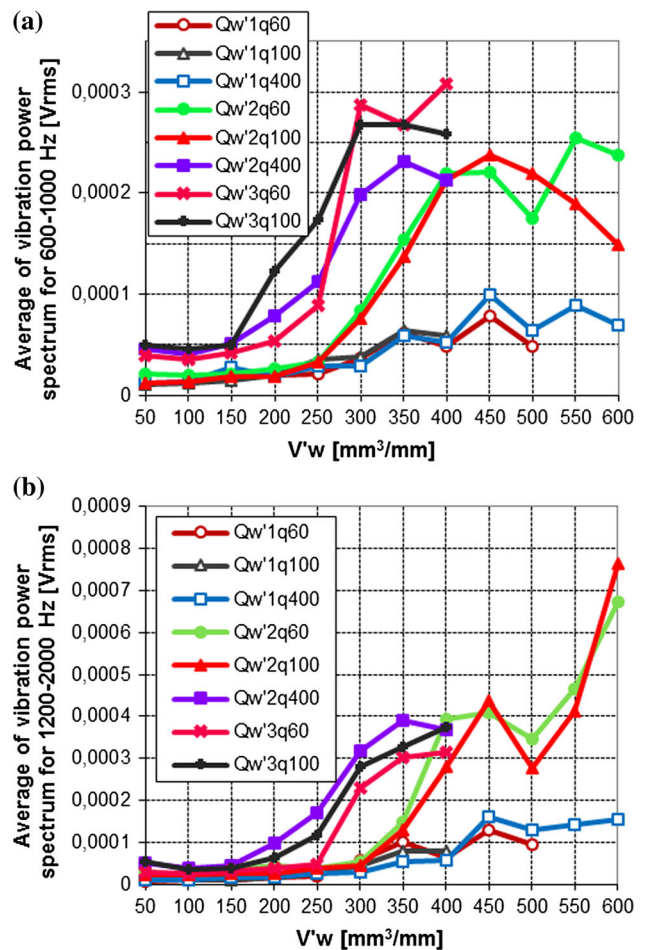 (a)
Average of vibration power
spectrum for 600-1000 Hz [Vrms]
0,0003
0,0002
0,0001
0
Qw'1q60
Qw'1q100
Qw'1q400
Qw'2q60
Qw'2q100
Qw'2q400
Qw'3q60
Qw'3q100
50 100 150 200 250 300 350 400 450 500 550 600
V'w [mm³/mm]
(b)
Average of vibration power
spectrum for 1200-2000 Hz [Vrms]
0,0009
0,0008
0,0007
0,0006
0,0005
0,0004
0,0003
0,0002
0,0001
0
Qw'1q60
Qw'1q100
Qw'1q400
Qw'2q60
Qw'2q100
Qw'2q400
Qw'3q60
Qw'3q100
50 100 150 200 250 300 350 400 450 500 550 600
V'w [mm³/mm]